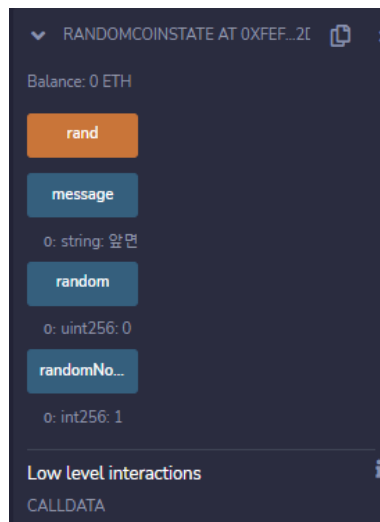 RANDOMCOINSTATE AT 0XFEF...2D
Balance: 0 ETH
rand
message
0: string: 앞면
random
0: uint256: 0
randomNo...
0: int256: 1
Low level interactions
CALLDATA